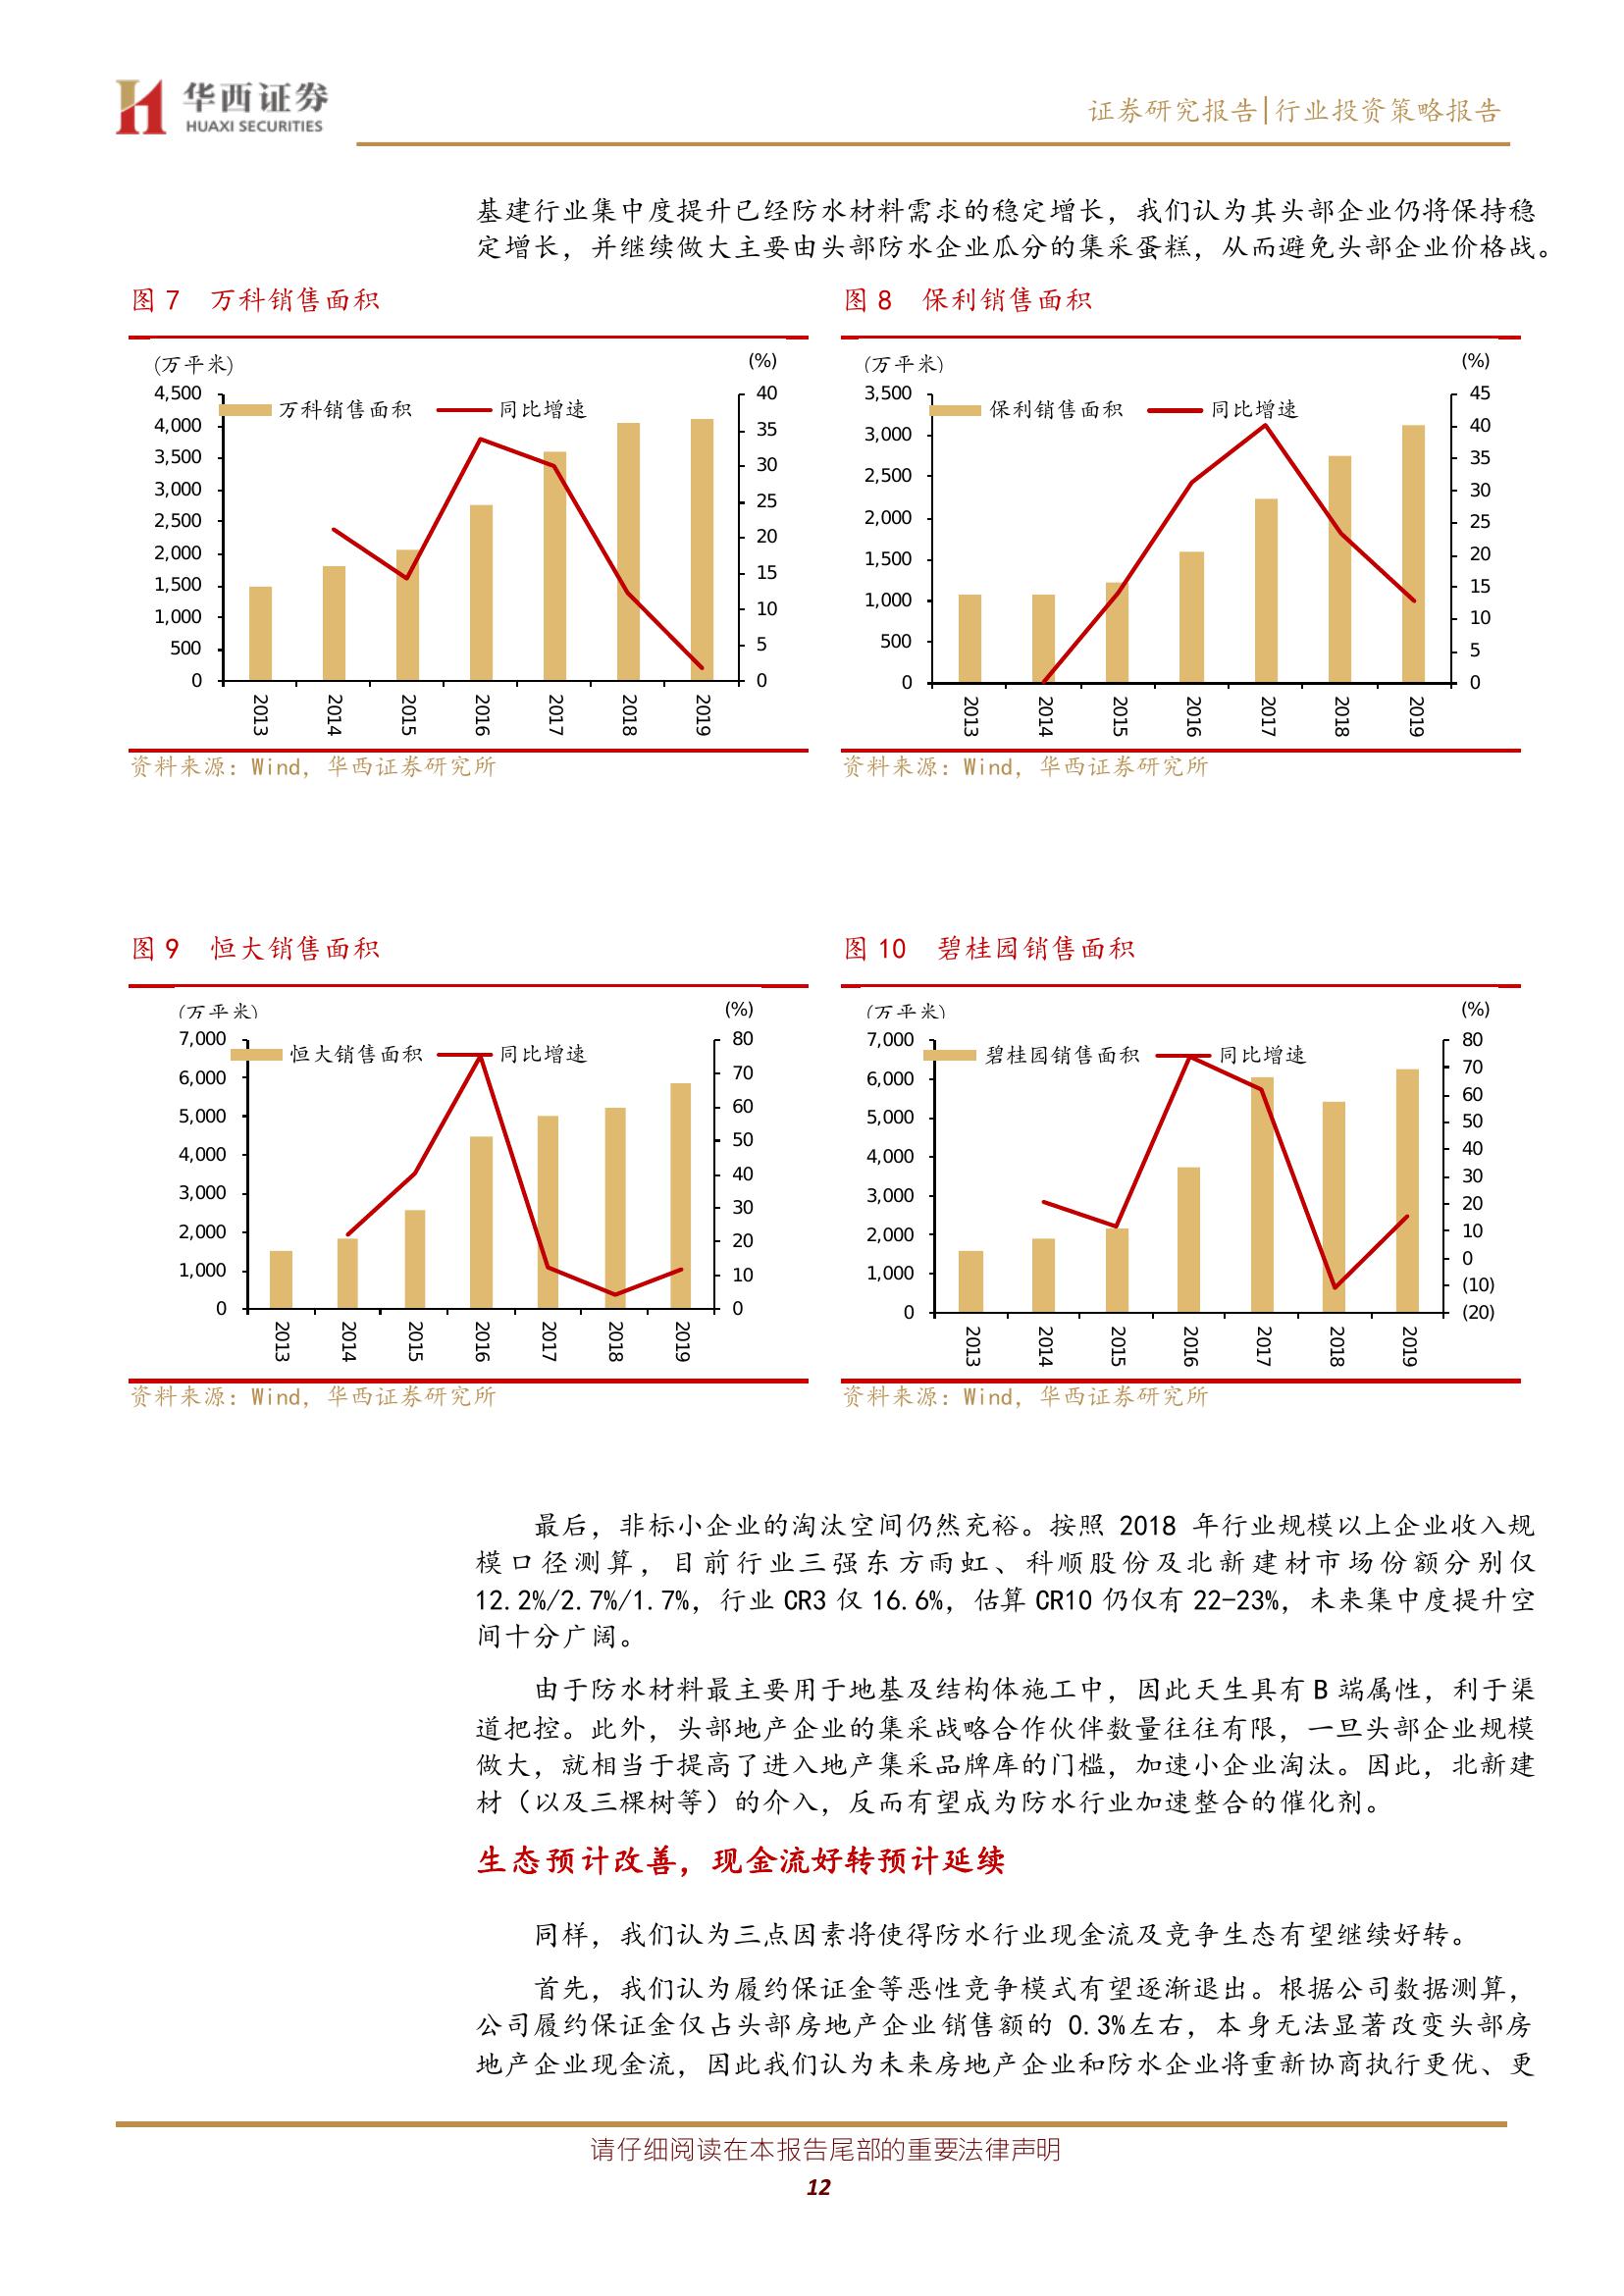 华西证券
HUAXI SECURITIES
证券研究报告|行业投资策略报告
基建行业集中度提升已经防水材料需求的稳定增长，我们认为其头部企业仍将保持稳
定增长，并继续做大主要由头部防水企业瓜分的集采蛋糕，从而避免头部企业价格战。
图 7 万科销售面积
(万平米)
(%)
万科销售面积 同比增速
4,500
4,000
3,500
3,000
2,500
2,000
1,500
1,000
500
0
40
35
30
25
20
15
10
5
0
2013 2014 2015 2016 2017 2018 2019
资料来源：Wind，华西证券研究所
图 8 保利销售面积
(万平米)
(%)
保利销售面积 同比增速
3,500
3,000
2,500
2,000
1,500
1,000
500
0
45
40
35
30
25
20
15
10
5
0
2013 2014 2015 2016 2017 2018 2019
资料来源：Wind，华西证券研究所
图 9 恒大销售面积
(万平米)
(%)
恒大销售面积 同比增速
7,000
6,000
5,000
4,000
3,000
2,000
1,000
0
80
70
60
50
40
30
20
10
0
2013 2014 2015 2016 2017 2018 2019
资料来源：Wind，华西证券研究所
图 10 碧桂园销售面积
(万平米)
(%)
碧桂园销售面积 同比增速
7,000
6,000
5,000
4,000
3,000
2,000
1,000
0
80
70
60
50
40
30
20
10
0
(10)
(20)
2013 2014 2015 2016 2017 2018 2019
资料来源：Wind，华西证券研究所
最后，非标小企业的淘汰空间仍然充裕。按照 2018 年行业规模以上企业收入规
模口径测算，目前行业三强东方雨虹、科顺股份及北新建材市场份额分别仅
12.2%/2.7%/1.7%，行业 CR3 仅 16.6%，估算 CR10 仍仅有 22-23%，未来集中度提升空
间十分广阔。
由于防水材料最主要用于地基及结构体施工中，因此天生具有 B 端属性，利于渠
道把控。此外，头部地产企业的集采战略合作伙伴数量往往有限，一旦头部企业规模
做大，就相当于提高了进入地产集采品牌库的门槛，加速小企业淘汰。因此，北新建
材（以及三棵树等）的介入，反而有望成为防水行业加速整合的催化剂。
生态预计改善，现金流好转预计延续
同样，我们认为三点因素将使得防水行业现金流及竞争生态有望继续好转。
首先，我们认为履约保证金等恶性竞争模式有望逐渐退出。根据公司数据测算，
公司履约保证金仅占头部房地产企业销售额的 0.3%左右，本身无法显著改变头部房
地产企业现金流，因此我们认为未来房地产企业和防水企业将重新协商执行更优、更
请仔细阅读在本报告尾部的重要法律声明
12